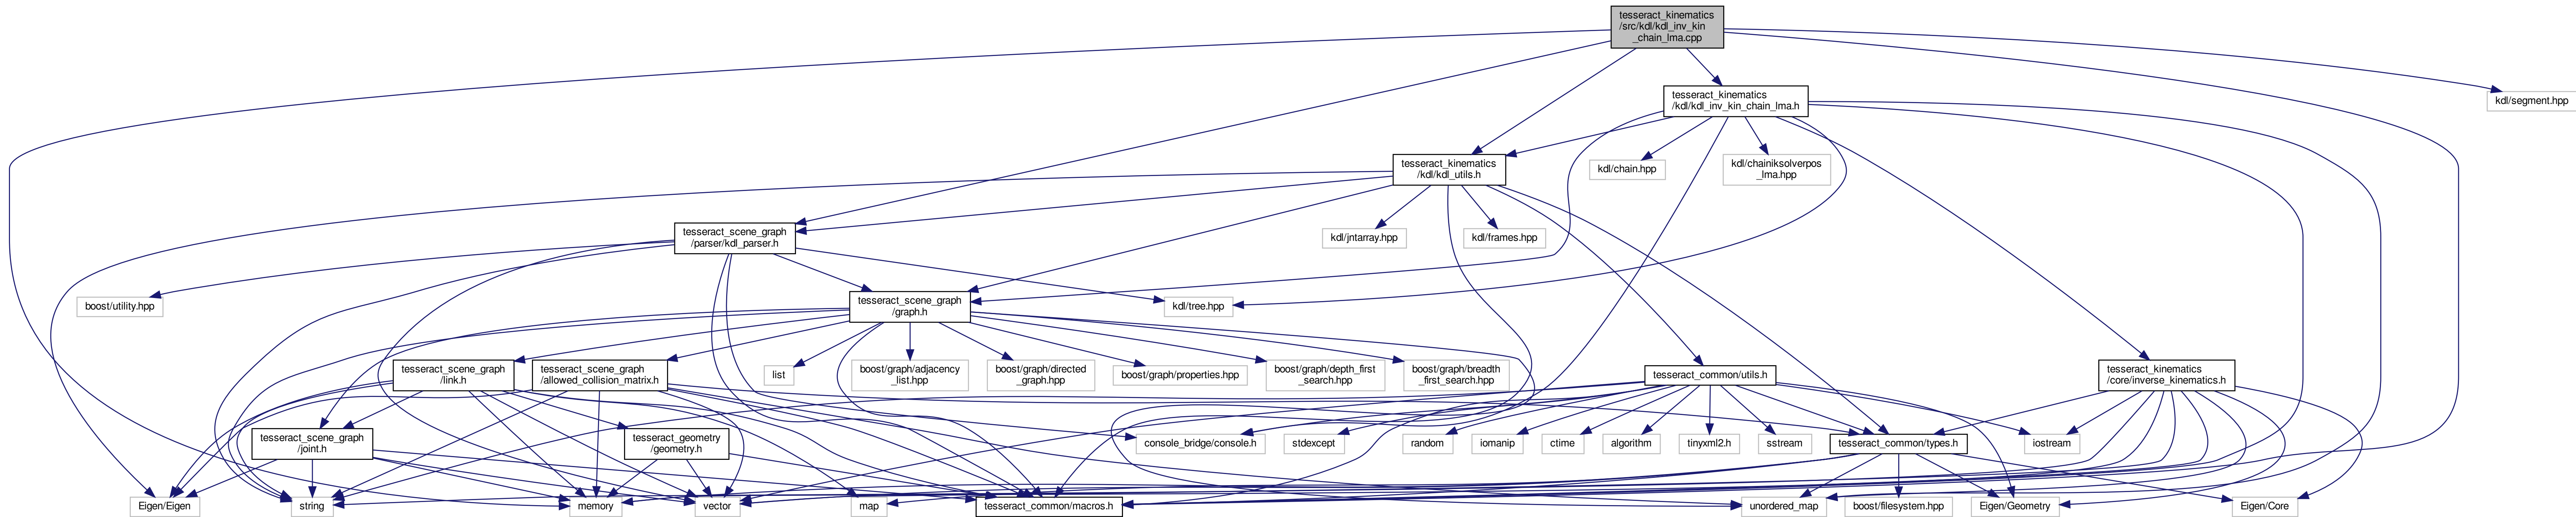 tesseract_kinematics
/src/kdl/kdl_inv_kin
_chain_lma.cpp
tesseract_kinematics
/kdl/kdl_inv_kin_chain_lma.h
kdl/segment.hpp
tesseract_kinematics
/kdl/kdl_utils.h
kdl/chain.hpp
kdl/chainiksolverpos
_lma.hpp
tesseract_scene_graph
/parser/kdl_parser.h
kdl/jntarray.hpp
kdl/frames.hpp
boost/utility.hpp
tesseract_scene_graph
/graph.h
kdl/tree.hpp
tesseract_scene_graph
/link.h
tesseract_scene_graph
/allowed_collision_matrix.h
list
boost/graph/adjacency
_list.hpp
boost/graph/directed
_graph.hpp
boost/graph/properties.hpp
boost/graph/depth_first
_search.hpp
boost/graph/breadth
_first_search.hpp
tesseract_common/utils.h
tesseract_kinematics
/core/inverse_kinematics.h
tesseract_scene_graph
/joint.h
tesseract_geometry
/geometry.h
console_bridge/console.h
stdexcept
random
iomanip
ctime
algorithm
tinyxml2.h
sstream
tesseract_common/types.h
iostream
Eigen/Eigen
string
memory
vector
map
tesseract_common/macros.h
unordered_map
boost/filesystem.hpp
Eigen/Geometry
Eigen/Core